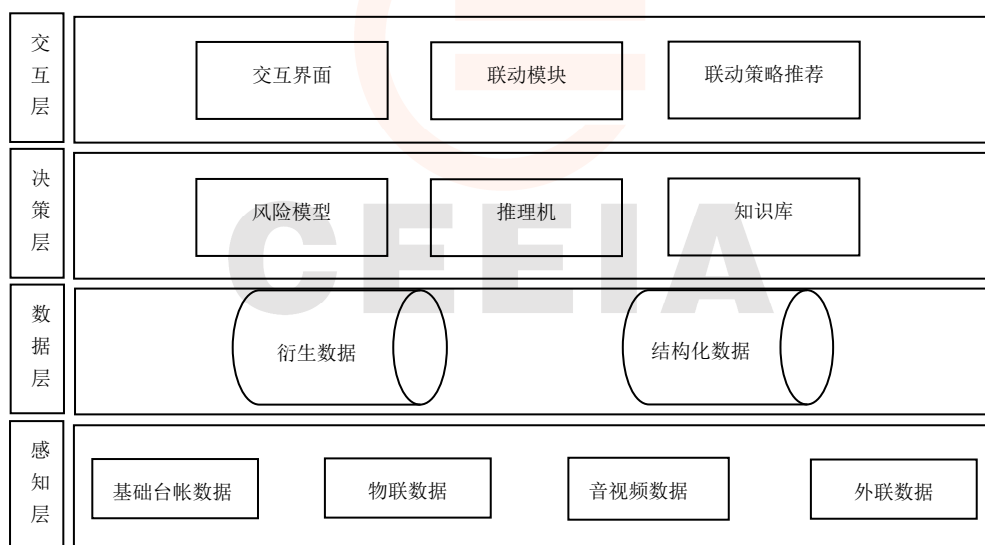 交互层
交互界面
联动模块
联动策略推荐
决策层
风险模型
推理机
知识库
数据层
衍生数据
结构化数据
感知层
基础台帐数据
物联数据
音视频数据
外联数据
CEEIA